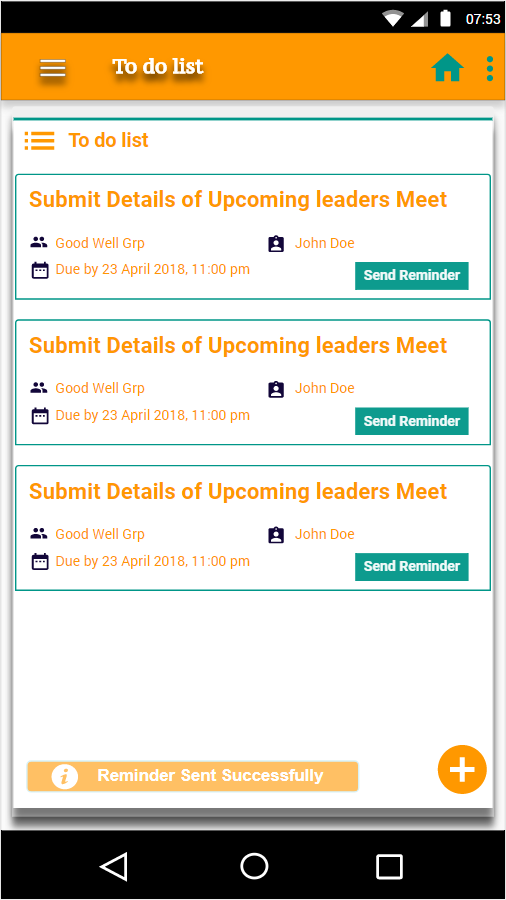 07:53
To do list
To do list
Submit Details of Upcoming leaders Meet
Good Well Grp John Doe
Due by 23 April 2018, 11:00 pm
Send Reminder
Submit Details of Upcoming leaders Meet
Good Well Grp John Doe
Due by 23 April 2018, 11:00 pm
Send Reminder
Submit Details of Upcoming leaders Meet
Good Well Grp John Doe
Due by 23 April 2018, 11:00 pm
Send Reminder
Reminder Sent Successfully